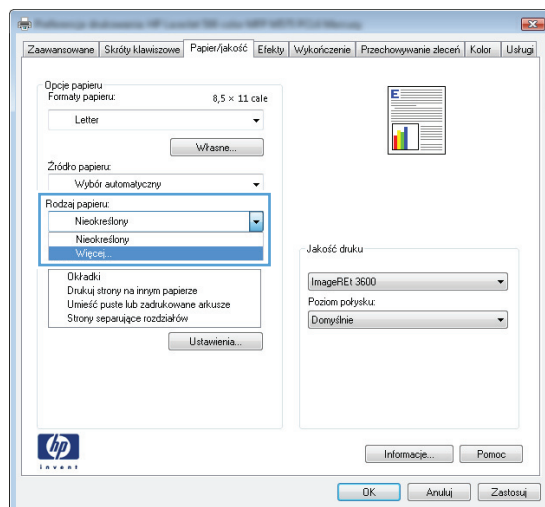 Zaawansowane Skróty klawiszowe Papier/jakość Efekty Wykończenie Przechowywanie zleceń Kolor Usługi
Opcje papieru
Formaty papieru: 8,5 × 11 cale
Letter
Własne...
Źródło papieru:
Wybór automatyczny
Rodzaj papieru:
Nieokreślony
Nieokreślony
Więcej...
Okładki
Drukuj strony na innym papierze
Umieść puste lub zadrukowane arkusze
Strony separujące rozdziałów
Ustawienia...
E
Jakość druku
ImageREt 3600
Poziom połysku:
Domyślnie
hp
invent
Informacje... Pomoc
OK Anuluj Zastosuj